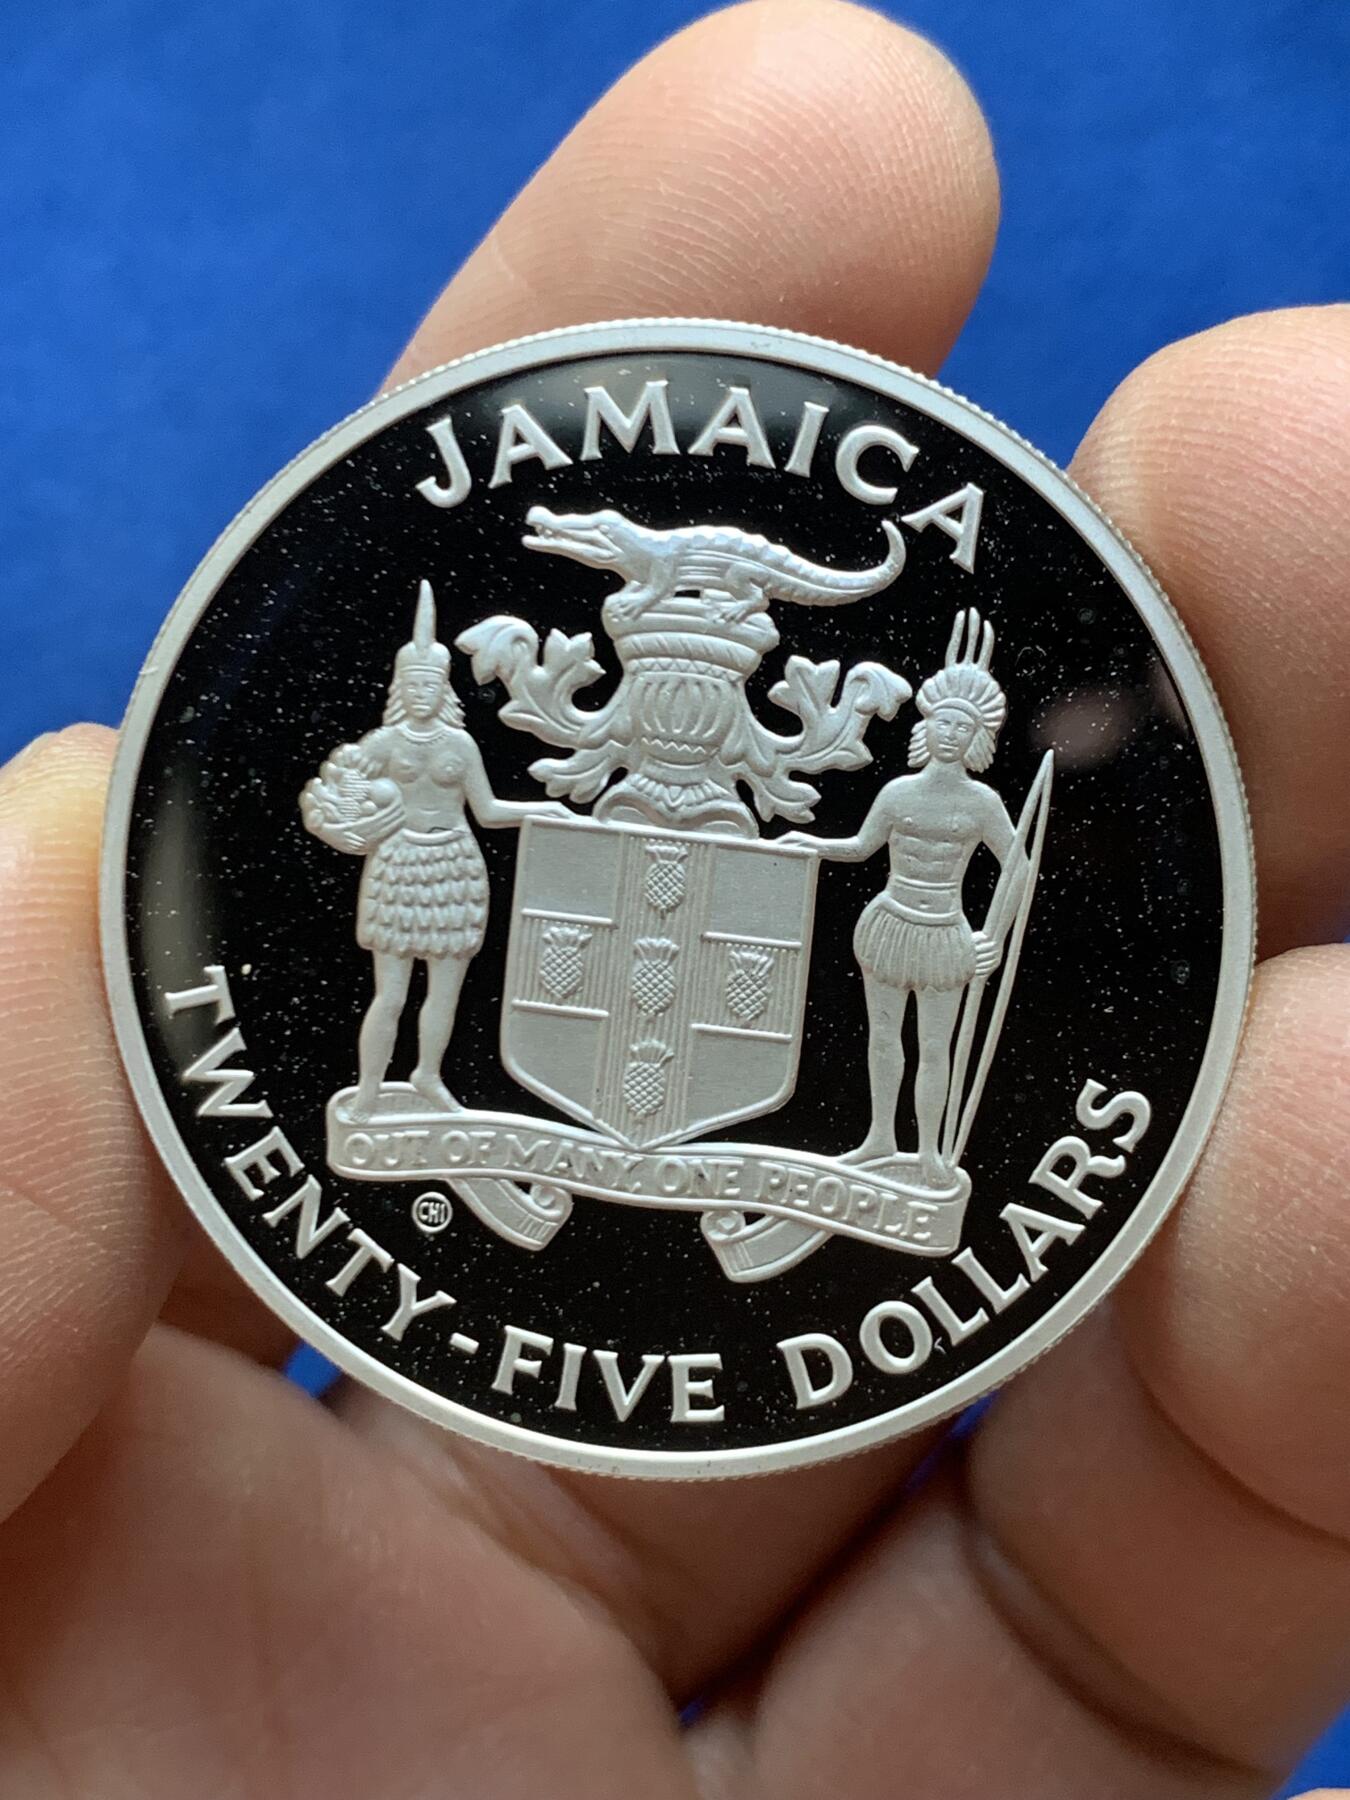 JAMAICA
OUT OF MANY, ONE PEOPLE
CHI
TWENTY-FIVE DOLLARS